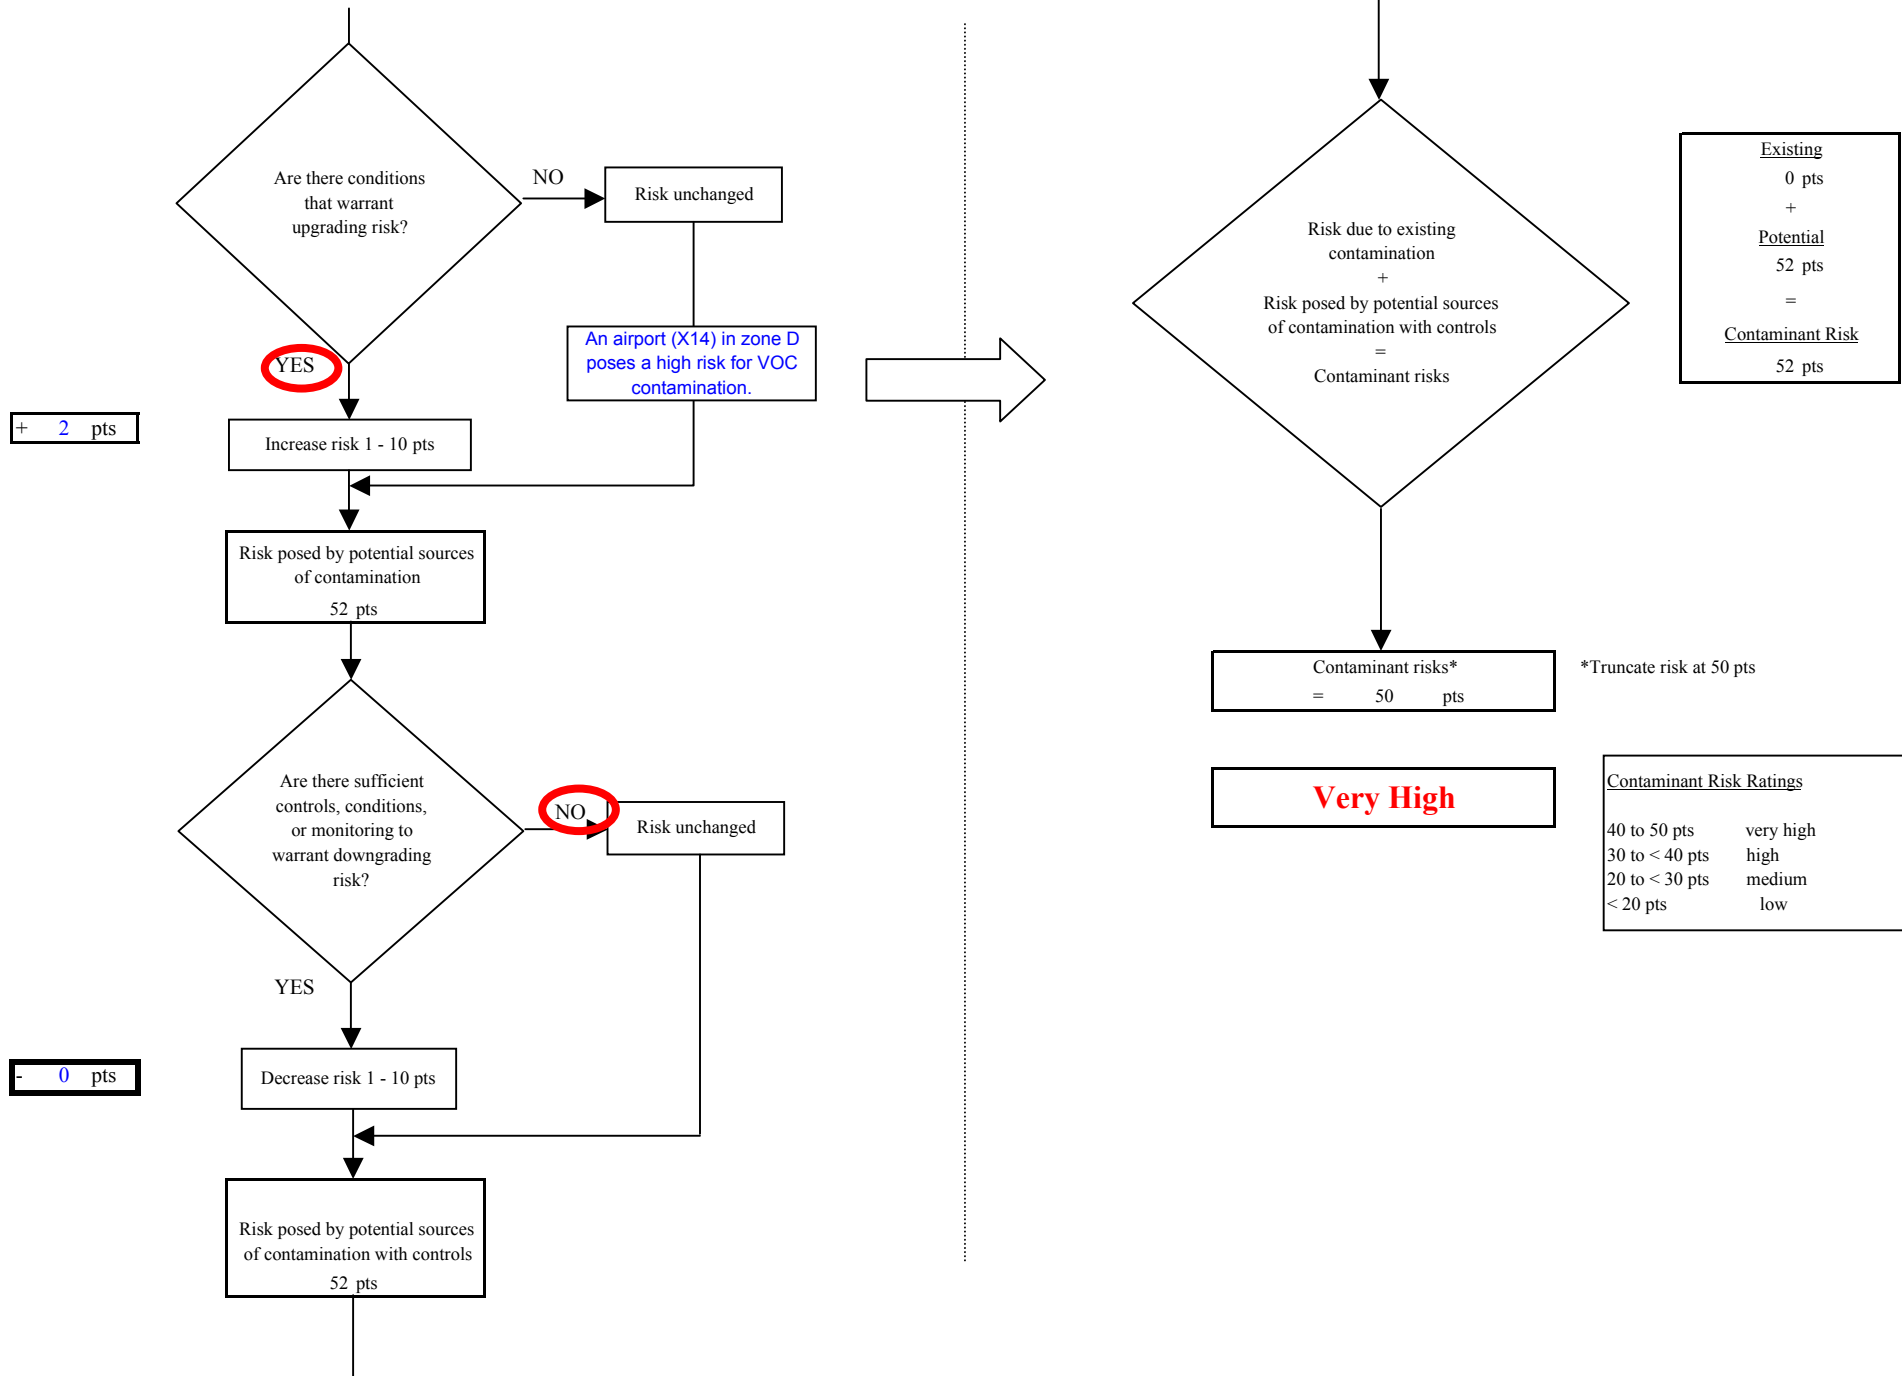 Are there conditions
that warrant
upgrading risk?
NO
Risk unchanged
An airport (X14) in zone D
poses a high risk for VOC
contamination.
YES
+ 2 pts
Increase risk 1 - 10 pts
Risk posed by potential sources
of contamination
52 pts
Are there sufficient
controls, conditions,
or monitoring to
warrant downgrading
risk?
NO
Risk unchanged
YES
- 0 pts
Decrease risk 1 - 10 pts
Risk posed by potential sources
of contamination with controls
52 pts
Risk due to existing
contamination
+
Risk posed by potential sources
of contamination with controls
=
Contaminant risks
Existing
0 pts
+
Potential
52 pts
=
Contaminant Risk
52 pts
Contaminant risks*
= 50 pts
*Truncate risk at 50 pts
Very High
Contaminant Risk Ratings
40 to 50 pts very high
30 to < 40 pts high
20 to < 30 pts medium
< 20 pts low